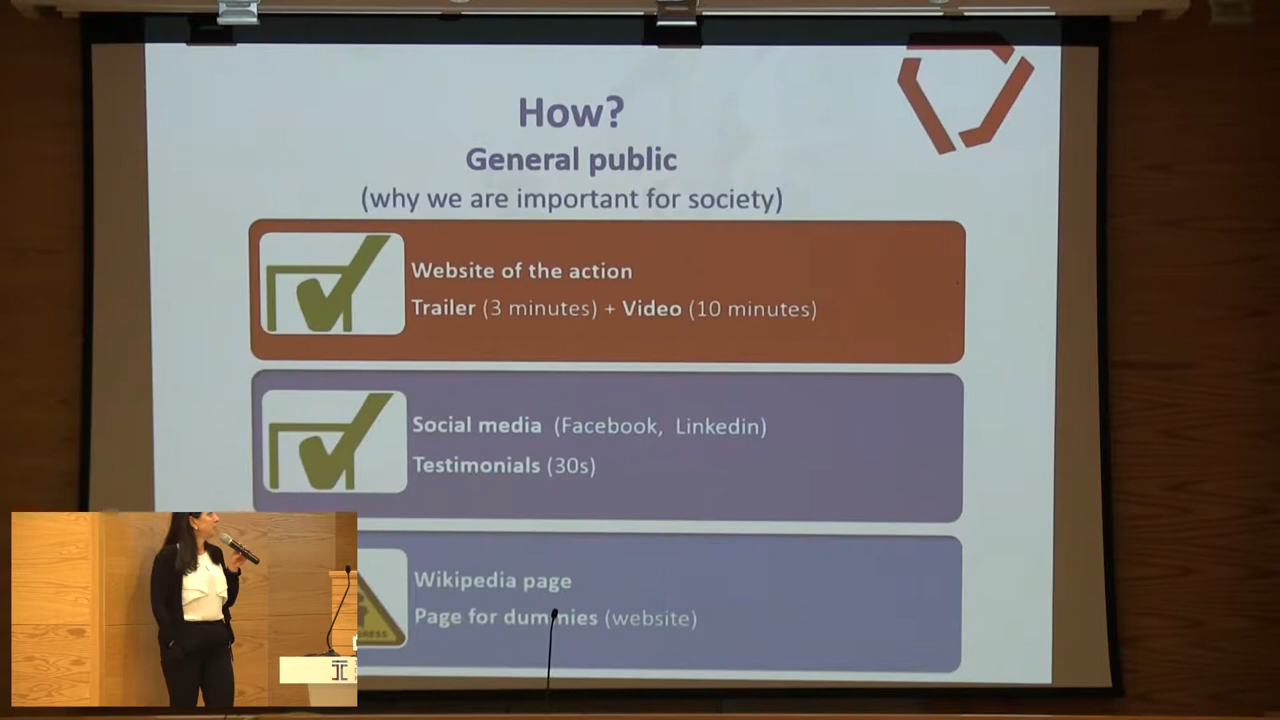 How?
General public
(why we are important for society)
Website of the action
Trailer (3 minutes) + Video (10 minutes)
Social media (Facebook, Linkedin)
Testimonials (30s)
Wikipedia page
Page for dummies (website)